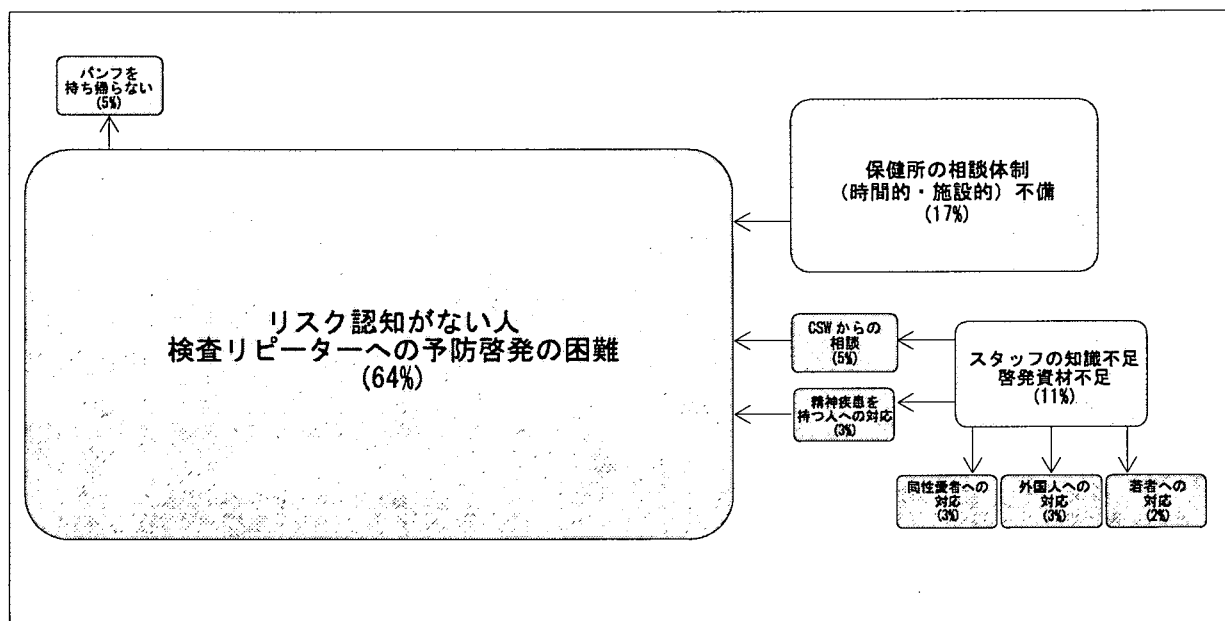 パンフを
持ち帰らない
(5%)
保健所の相談体制
(時間的・施設的) 不備
(17%)
リスク認知がない人
検査リピーターへの予防啓発の困難
(64%)
CSWからの
相談
(5%)
スタッフの知識不足
啓発資材不足
(11%)
精神疾患を
持つ人への対応
(3%)
同性愛者への
対応
(3%)
外国人への
対応
(3%)
若者への
対応
(2%)